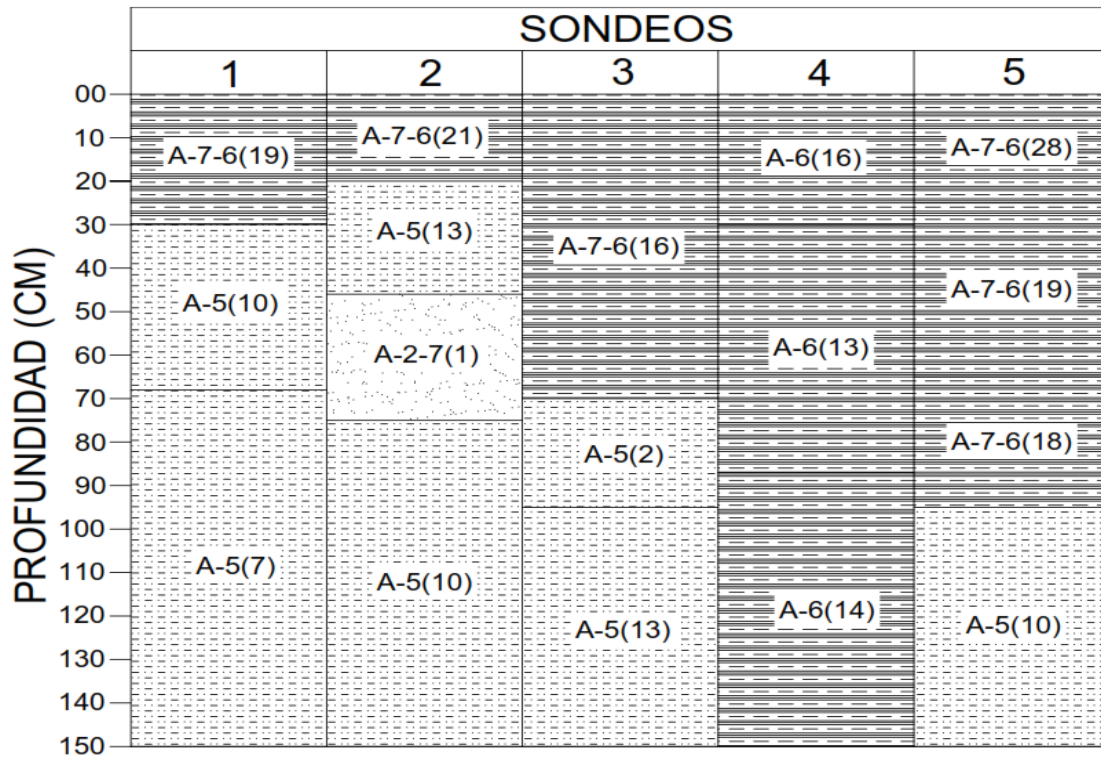 SONDEOS
1 2 3 4 5
PROFUNDIDAD (CM)
00
10
20
30
40
50
60
70
80
90
100
110
120
130
140
150
A-7-6(19)
A-5(10)
A-5(7)
A-7-6(21)
A-5(13)
A-2-7(1)
A-5(10)
A-7-6(16)
A-5(2)
A-5(13)
A-6(16)
A-6(13)
A-6(14)
A-7-6(28)
A-7-6(19)
A-7-6(18)
A-5(10)